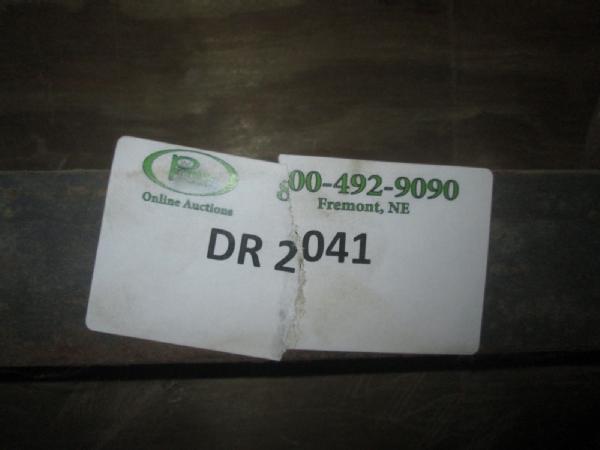 800-492-9090
Online Auctions
Fremont, NE
DR 2041